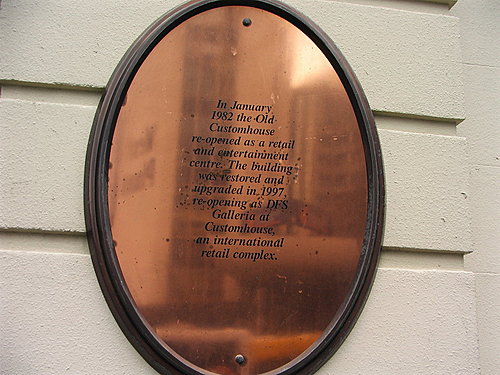 In January
1982 the Old
Customhouse
re-opened as a retail
and entertainment
centre. The building
was restored and
upgraded in 1997
re-opening as DFS
Galleria at
Customhouse,
an international
retail complex.